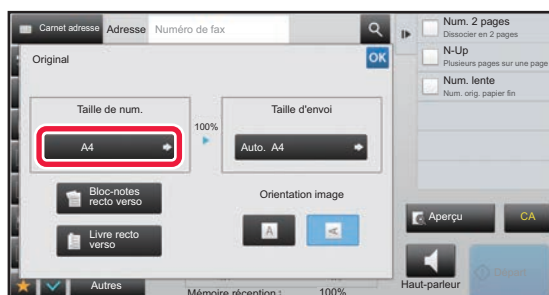 Carnet adresse Adresse Numéro de fax
Original
OK
Taille de num.
A4
100%
Taille d'envoi
Auto. A4
Bloc-notes
recto verso
Livre recto
verso
Orientation image
A
A
Autres
Mémoire réception :
100%
Num. 2 pages
Dissocier en 2 pages
N-Up
Plusieurs pages sur une page
Num. lente
Num. orig. papier fin
Aperçu
CA
Haut-parleur
Départ